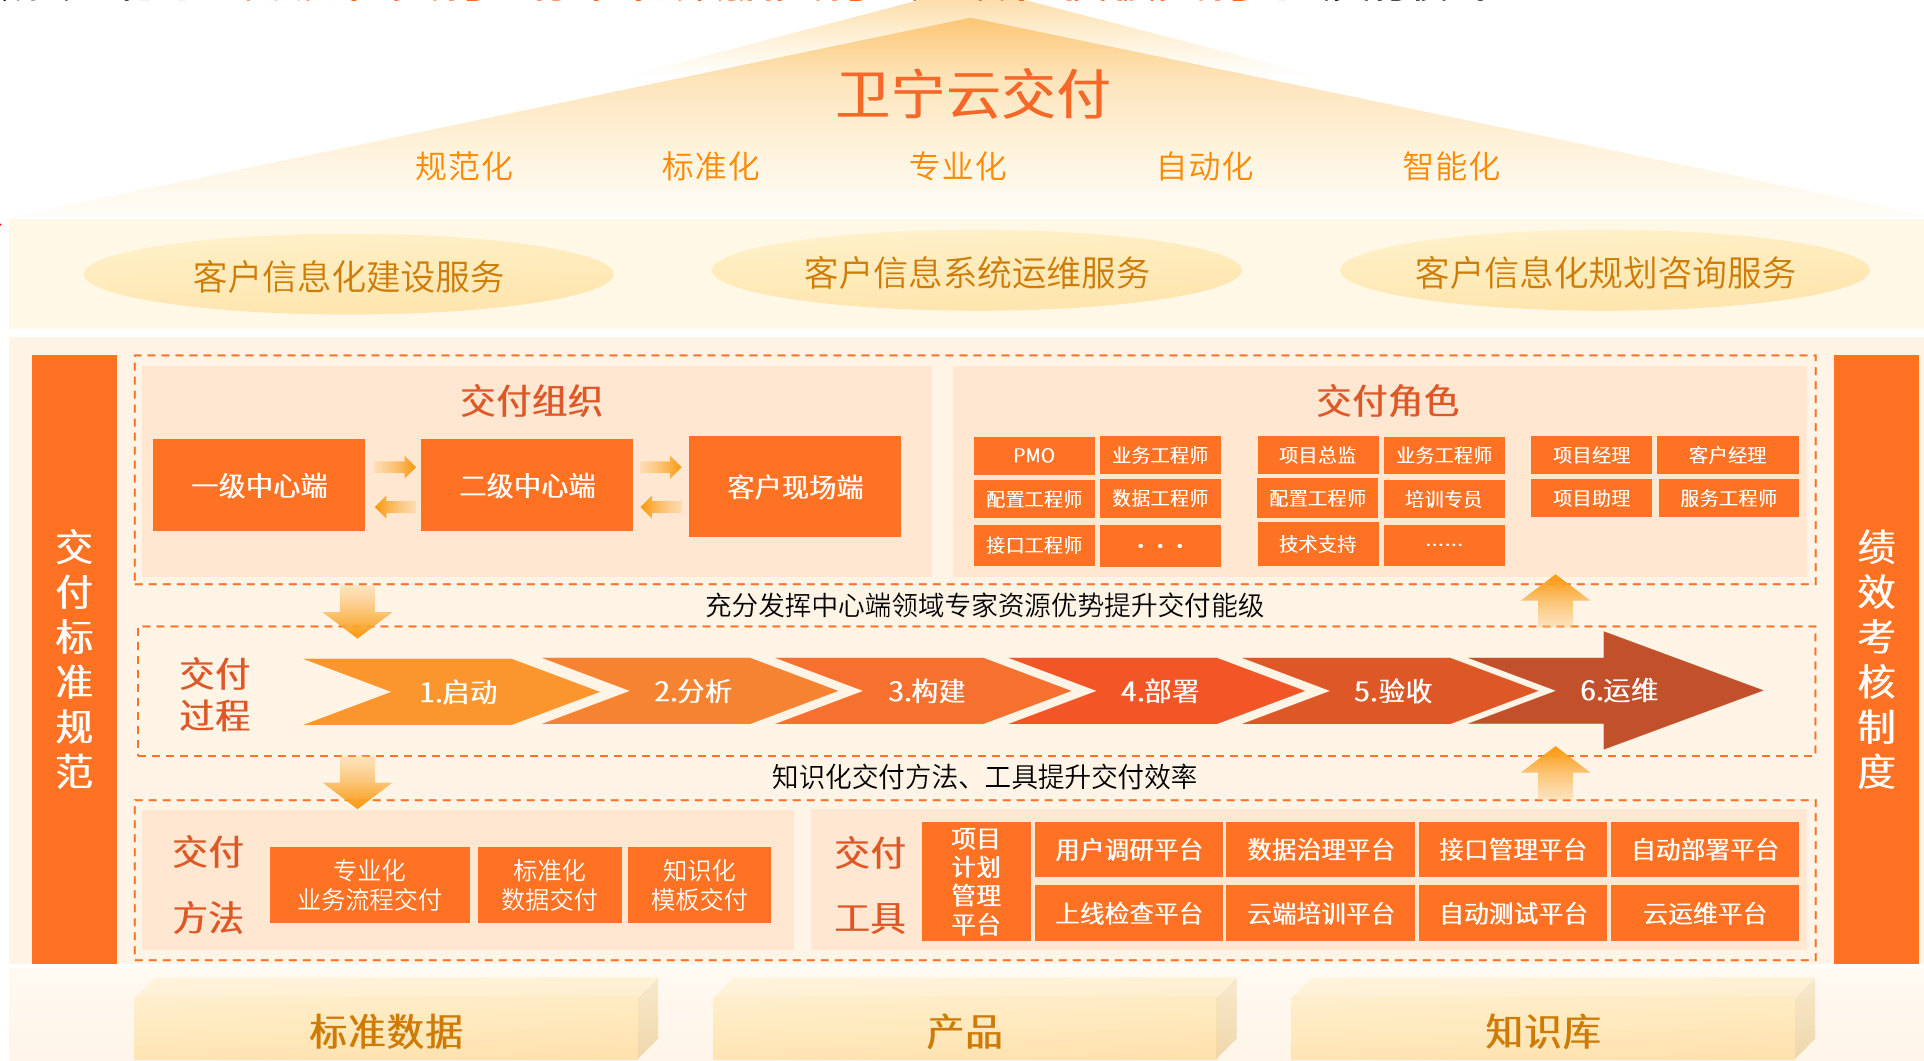 卫宁云交付
规范化 标准化 专业化 自动化 智能化
客户信息化建设服务 客户信息系统运维服务 客户信息化规划咨询服务
交付标准规范
交付组织
一级中心端 二级中心端 客户现场端
交付角色
PMO 业务工程师 项目总监 业务工程师 项目经理 客户经理
配置工程师 数据工程师 配置工程师 培训专员 项目助理 服务工程师
接口工程师 · · · 技术支持 ······
绩效考核制度
充分发挥中心端领域专家资源优势提升交付能级
交付
过程
1.启动 2.分析 3.构建 4.部署 5.验收 6.运维
知识化交付方法、工具提升交付效率
交付
方法
专业化
业务流程交付
标准化
数据交付
知识化
模板交付
交付
工具
项目
计划
管理
平台
用户调研平台 数据治理平台 接口管理平台 自动部署平台
上线检查平台 云端培训平台 自动测试平台 云运维平台
标准数据 产品 知识库